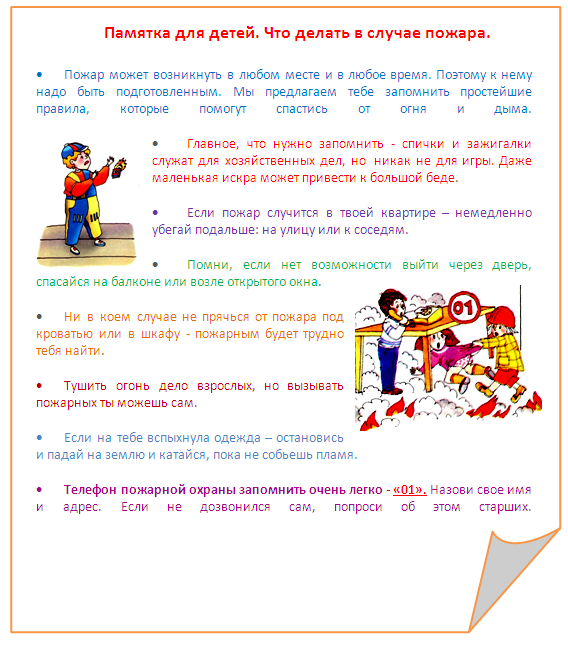 Памятка для детей. Что делать в случае пожара.
• Пожар может возникнуть в любом месте и в любое время. Поэтому к нему
надо быть подготовленным. Мы предлагаем тебе запомнить простейшие
правила, которые помогут спастись от огня и дыма.
• Главное, что нужно запомнить - спички и зажигалки
служат для хозяйственных дел, но никак не для игры. Даже
маленькая искра может привести к большой беде.
• Если пожар случится в твоей квартире – немедленно
убегай подальше: на улицу или к соседям.
• Помни, если нет возможности выйти через дверь,
спасайся на балконе или возле открытого окна.
• Ни в коем случае не прячься от пожара под
кроватью или в шкафу - пожарным будет трудно
тебя найти.
01
• Тушить огонь дело взрослых, но вызывать
пожарных ты можешь сам.
• Если на тебе вспыхнула одежда – остановись
и падай на землю и катайся, пока не собьешь пламя.
• Телефон пожарной охраны запомнить очень легко - «01». Назови свое имя
и адрес. Если не дозвонился сам, попроси об этом старших.